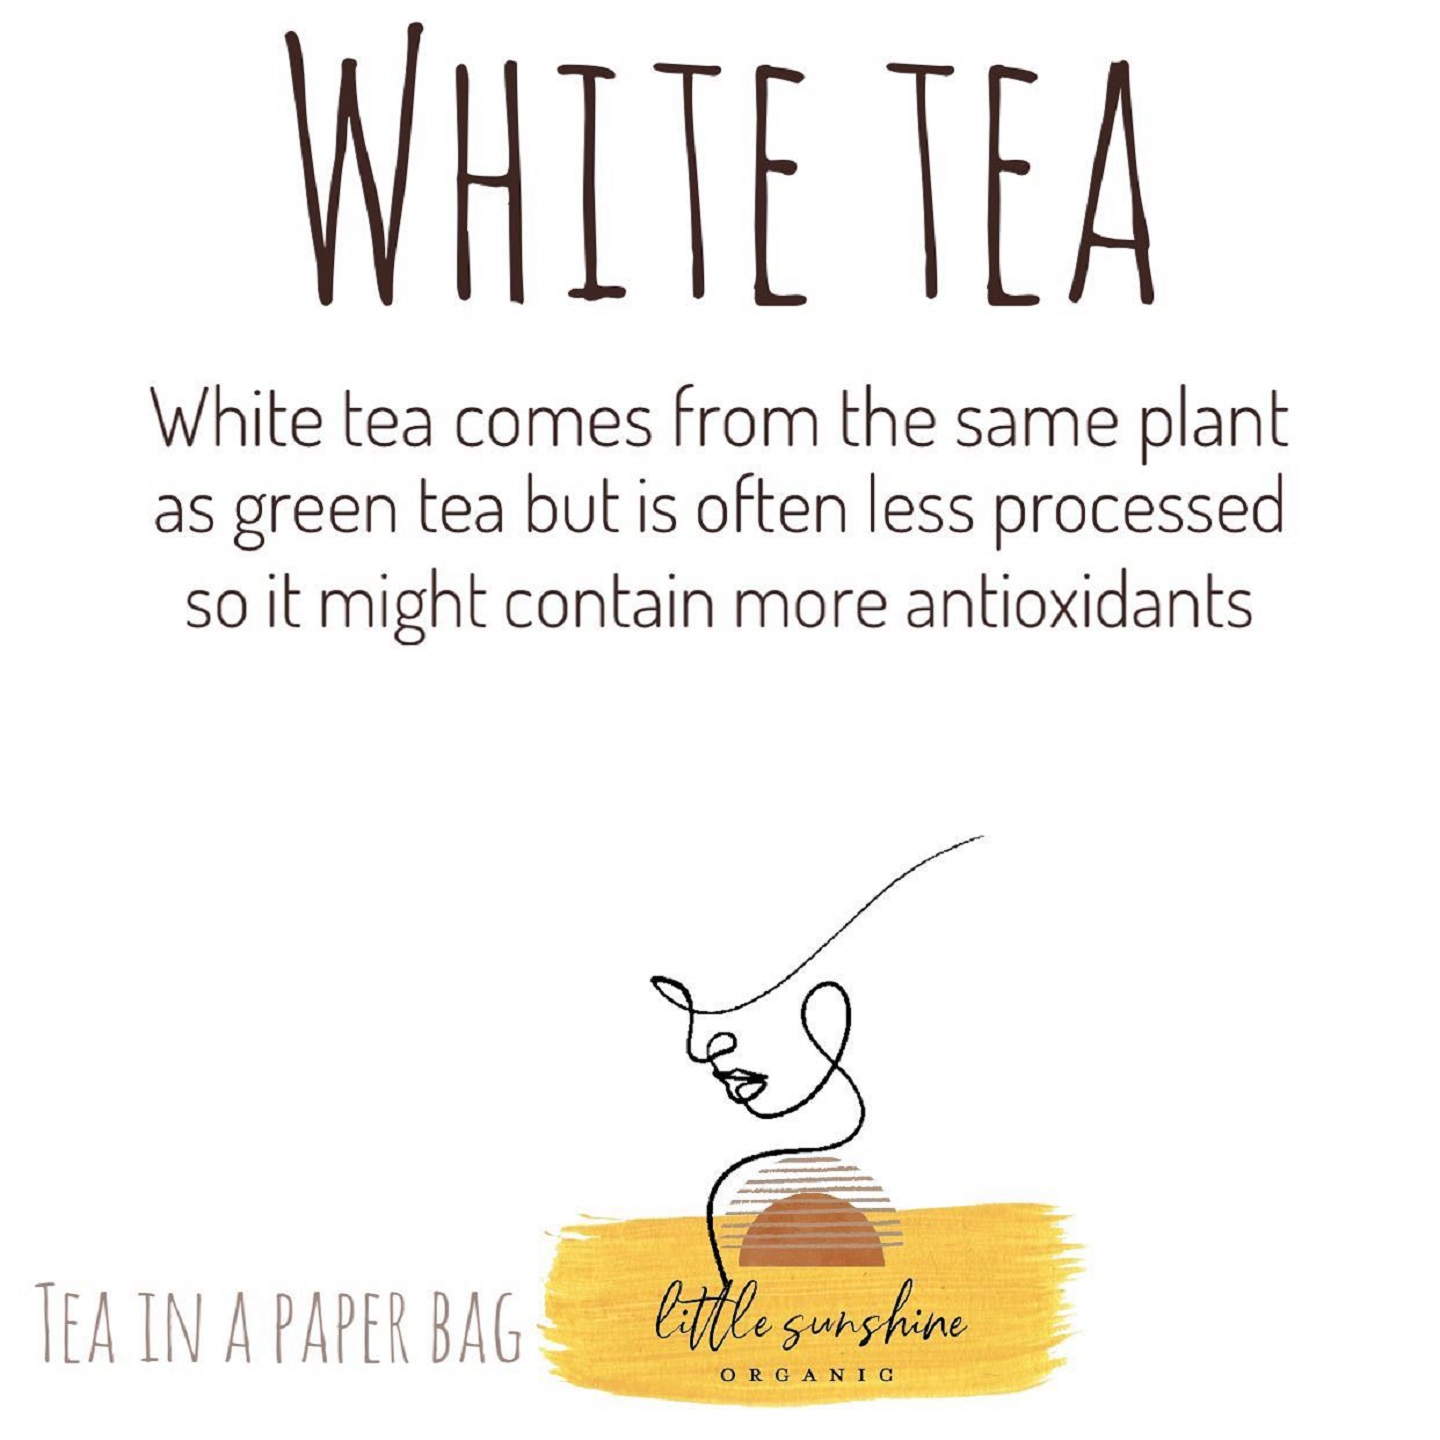 WHITE TEA
White tea comes from the same plant
as green tea but is often less processed
so it might contain more antioxidants
TEA IN A PAPER BAG
little sunshine
ORGANIC